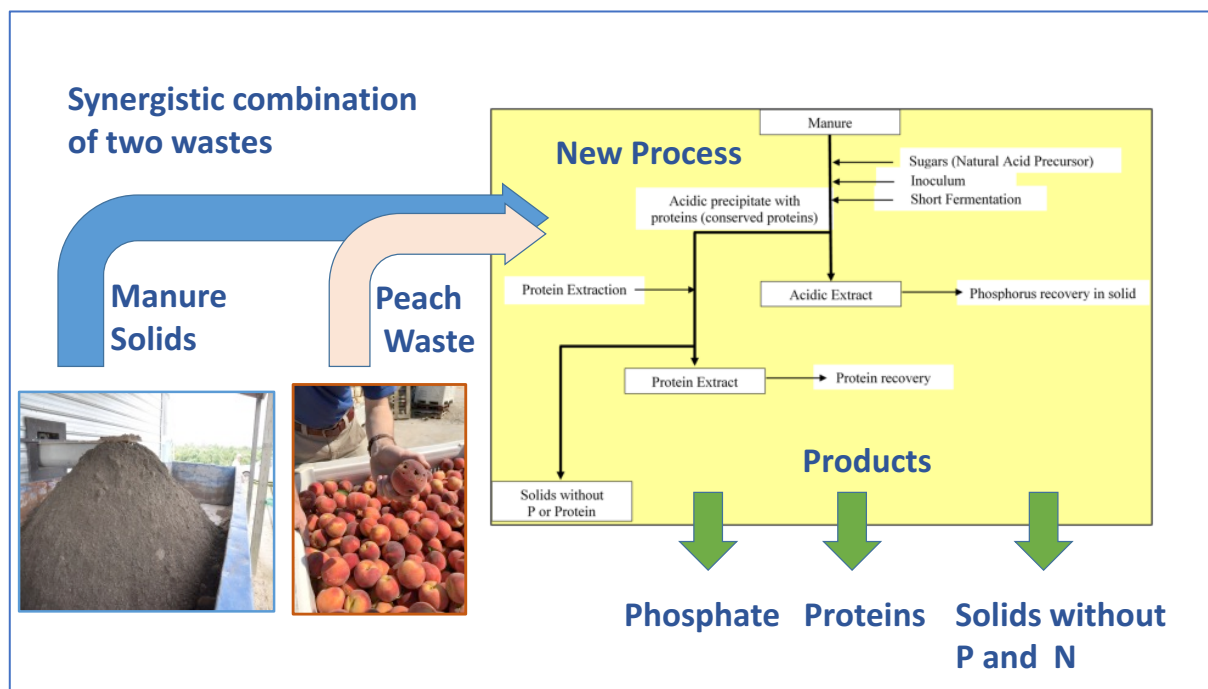 Synergistic combination
of two wastes
Manure
Solids
Peach
Waste
New Process
Manure
Sugars (Natural Acid Precursor)
Inoculum
Short Fermentation
Acidic precipitate with
proteins (conserved proteins)
Protein Extraction
Acidic Extract
Phosphorus recovery in solid
Protein Extract
Protein recovery
Solids without
P or Protein
Products
Phosphate
Proteins
Solids without
P and N